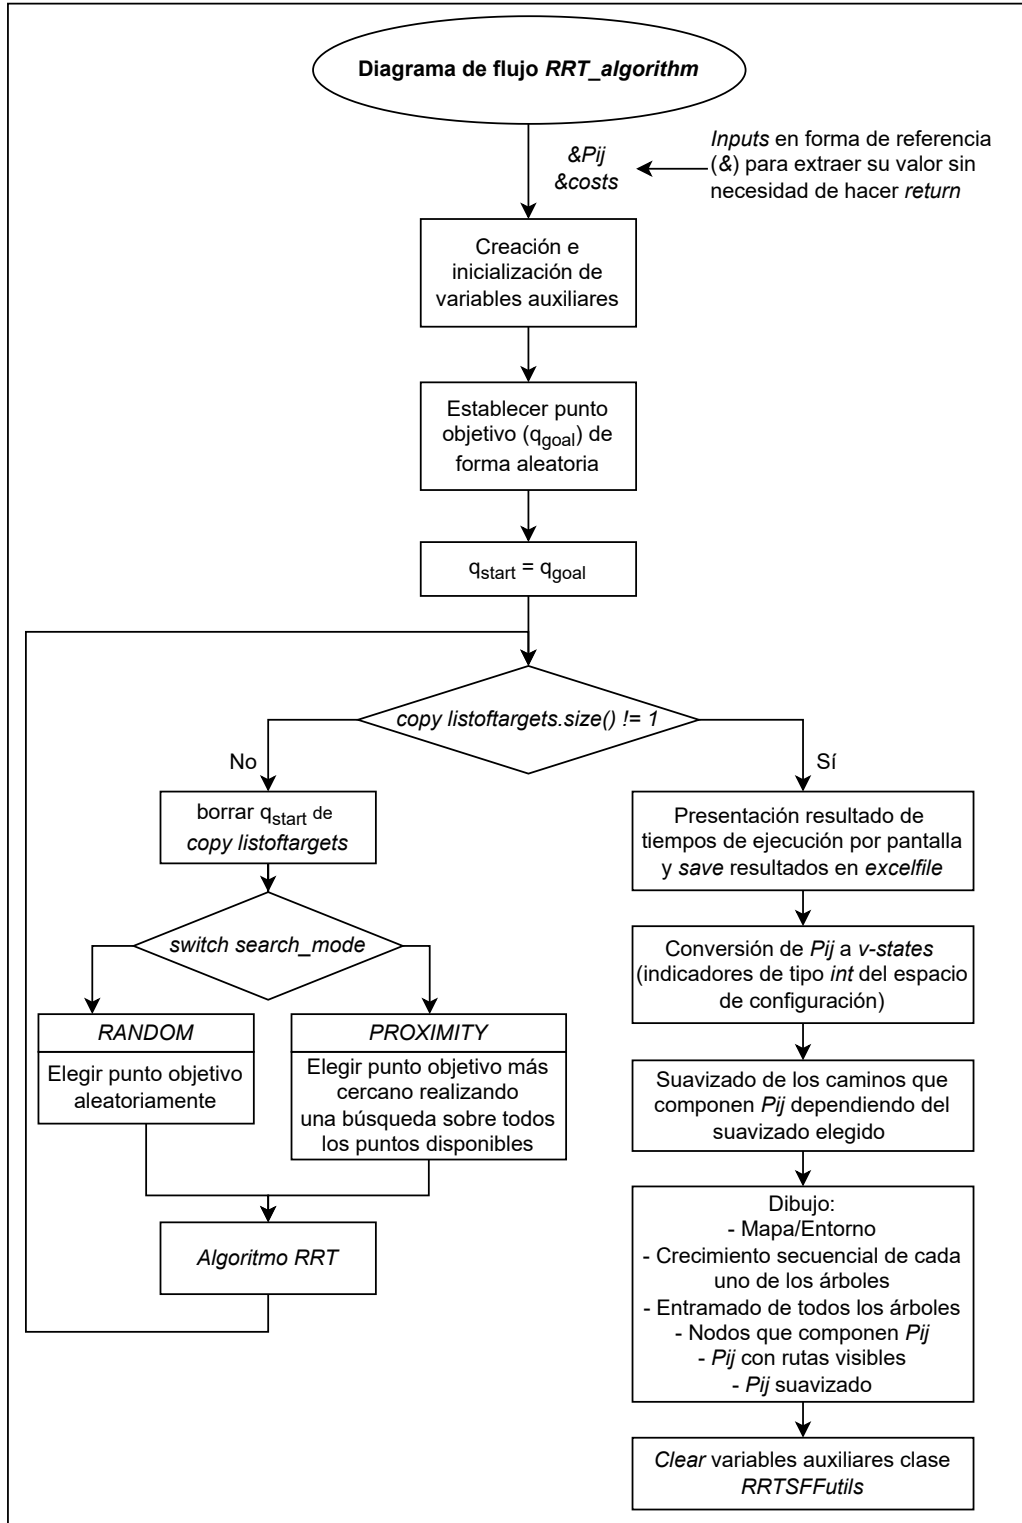 Diagrama de flujo RRT_algorithm
&Pij
&costs
Inputs en forma de referencia
(&) para extraer su valor sin
necesidad de hacer return
Creación e
inicialización de
variables auxiliares
Establecer punto
objetivo (qgoal) de
forma aleatoria
qstart = qgoal
copy listoftargets.size() != 1
No
Sí
borrar qstart de
copy listoftargets
switch search_mode
RANDOM
Elegir punto objetivo
aleatoriamente
PROXIMITY
Elegir punto objetivo más
cercano realizando
una búsqueda sobre todos
los puntos disponibles
Algoritmo RRT
Presentación resultado de
tiempos de ejecución por pantalla
y save resultados en excelfile
Conversión de Pij a v-states
(indicadores de tipo int del espacio
de configuración)
Suavizado de los caminos que
componen Pij dependiendo del
suavizado elegido
Dibujo:
- Mapa/Entorno
- Crecimiento secuencial de cada
uno de los árboles
- Entramado de todos los árboles
- Nodos que componen Pij
- Pij con rutas visibles
- Pij suavizado
Clear variables auxiliares clase
RRTSFFutils